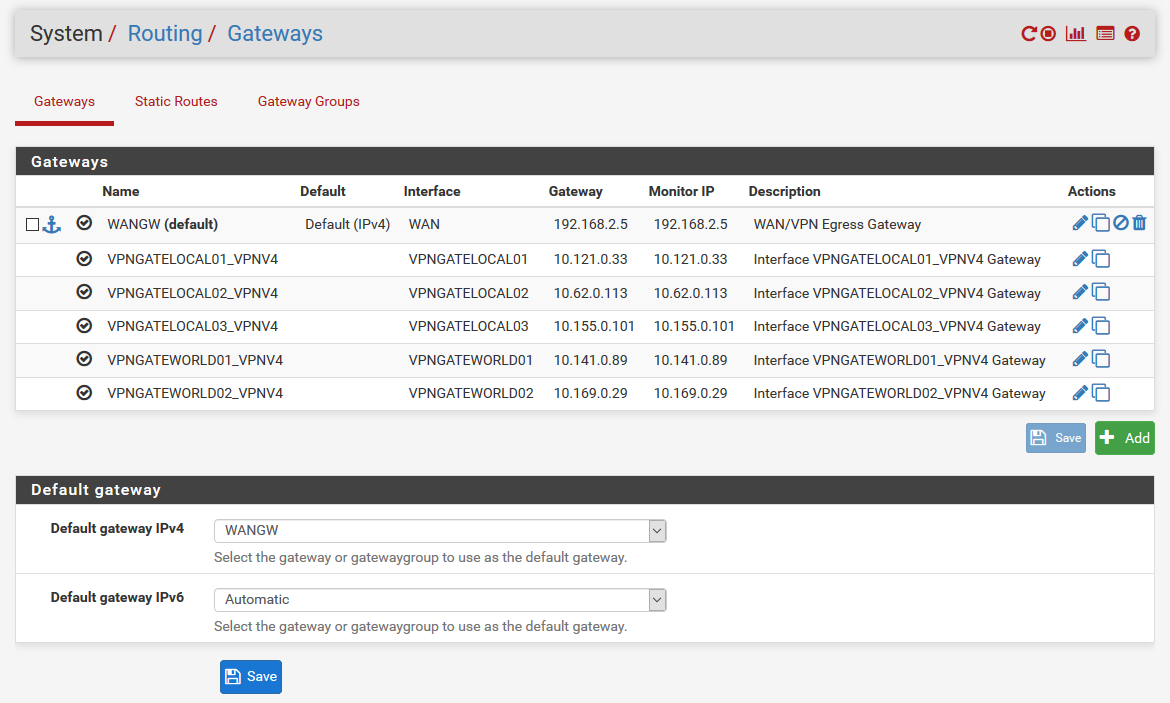 System / Routing / Gateways
Gateways Static Routes Gateway Groups
Gateways
Name Default Interface Gateway Monitor IP Description Actions
WANGW (default) Default (IPv4) WAN 192.168.2.5 192.168.2.5 WAN/VPN Egress Gateway
VPNGATELOCAL01_VPNV4 VPNGATELOCAL01 10.121.0.33 10.121.0.33 Interface VPNGATELOCAL01_VPNV4 Gateway
VPNGATELOCAL02_VPNV4 VPNGATELOCAL02 10.62.0.113 10.62.0.113 Interface VPNGATELOCAL02_VPNV4 Gateway
VPNGATELOCAL03_VPNV4 VPNGATELOCAL03 10.155.0.101 10.155.0.101 Interface VPNGATELOCAL03_VPNV4 Gateway
VPNGATEWORLD01_VPNV4 VPNGATEWORLD01 10.141.0.89 10.141.0.89 Interface VPNGATEWORLD01_VPNV4 Gateway
VPNGATEWORLD02_VPNV4 VPNGATEWORLD02 10.169.0.29 10.169.0.29 Interface VPNGATEWORLD02_VPNV4 Gateway
Save Add
Default gateway
Default gateway IPv4 WANGW
Select the gateway or gatewaygroup to use as the default gateway.
Default gateway IPv6 Automatic
Select the gateway or gatewaygroup to use as the default gateway.
Save